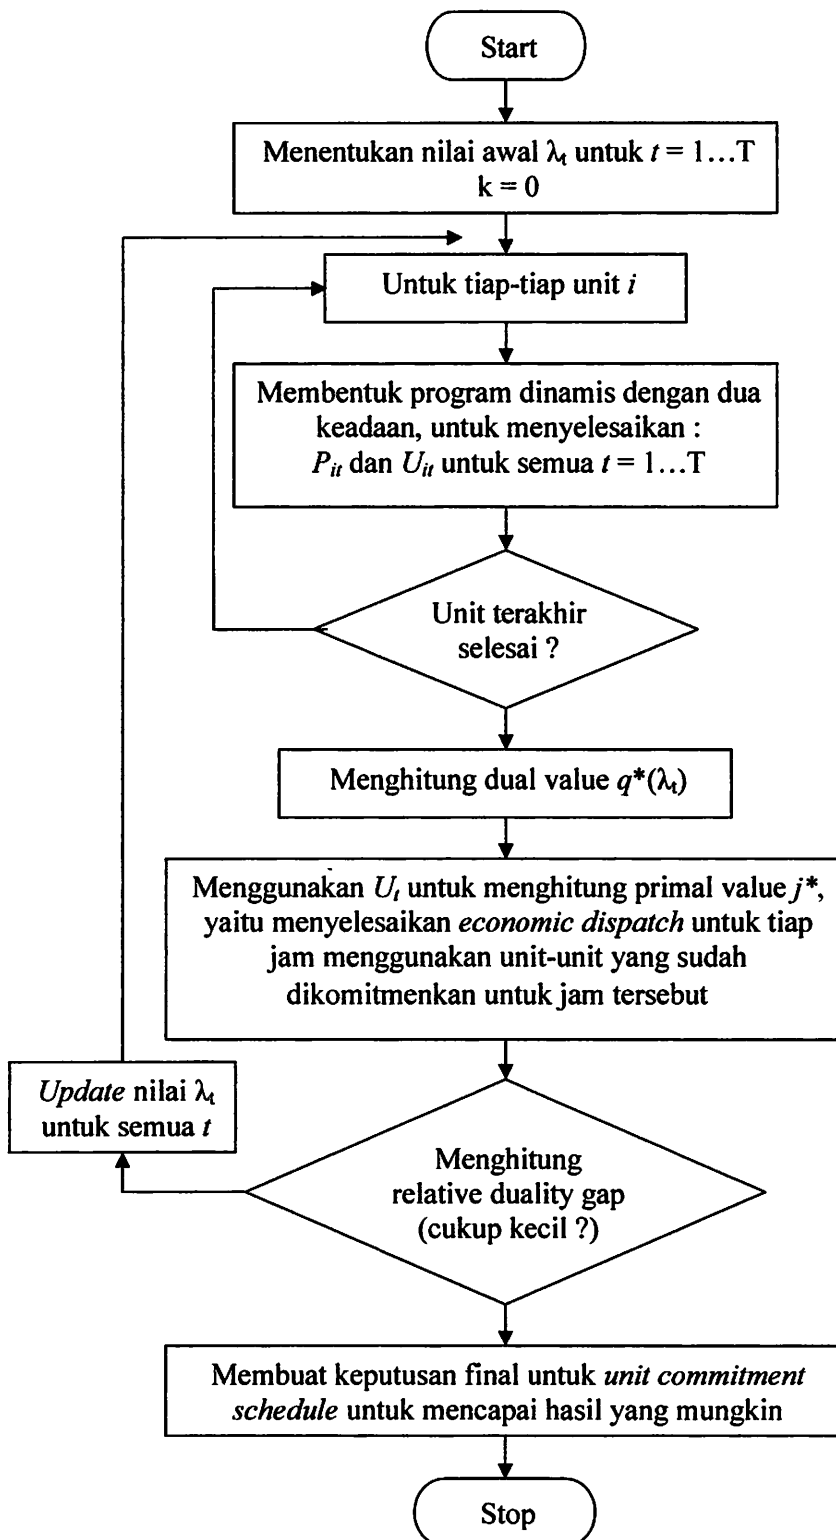 Start
Menentukan nilai awal λt untuk t = 1…T
k = 0
Untuk tiap-tiap unit i
Membentuk program dinamis dengan dua
keadaan, untuk menyelesaikan :
Pit dan Uit untuk semua t = 1…T
Unit terakhir
selesai ?
Menghitung dual value q*(λt)
Menggunakan Ut untuk menghitung primal value j*,
yaitu menyelesaikan economic dispatch untuk tiap
jam menggunakan unit-unit yang sudah
dikomitmenkan untuk jam tersebut
Update nilai λt
untuk semua t
Menghitung
relative duality gap
(cukup kecil ?)
Membuat keputusan final untuk unit commitment
schedule untuk mencapai hasil yang mungkin
Stop